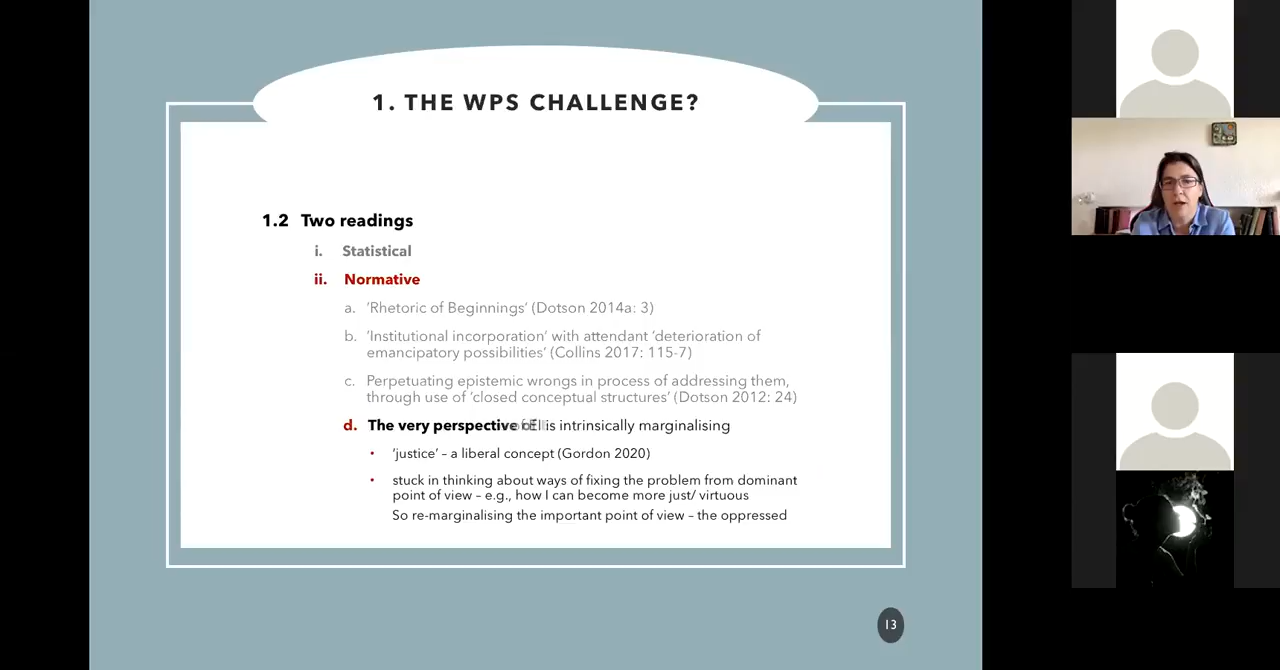 1. THE WPS CHALLENGE?
1.2 Two readings
i. Statistical
ii. Normative
a. ‘Rhetoric of Beginnings’ (Dotson 2014a: 3)
b. ‘Institutional incorporation’ with attendant ‘deterioration of
emancipatory possibilities’ (Collins 2017: 115-7)
c. Perpetuating epistemic wrongs in process of addressing them,
through use of ‘closed conceptual structures’ (Dotson 2012: 24)
d. The very perspective is intrinsically marginalising
• ‘justice’ – a liberal concept (Gordon 2020)
• stuck in thinking about ways of fixing the problem from dominant
point of view – e.g., how I can become more just/ virtuous
So re-marginalising the important point of view – the oppressed
13